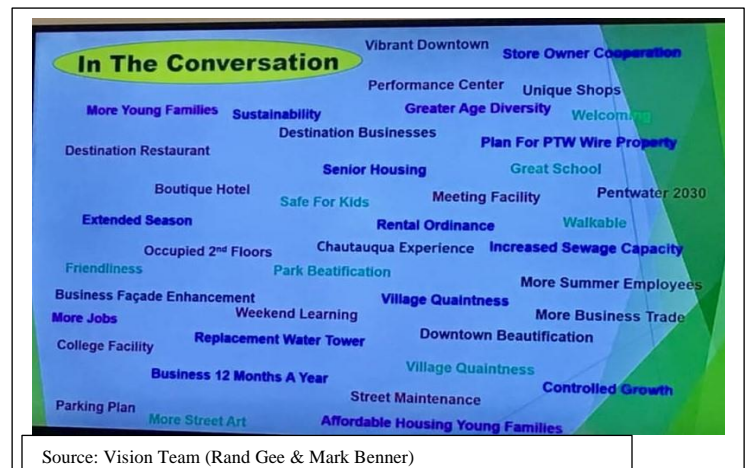 In The Conversation
Vibrant Downtown
Store Owner Cooperation
Performance Center
Unique Shops
More Young Families
Sustainability
Greater Age Diversity
Welcoming
Destination Businesses
Plan For PTW Wire Property
Destination Restaurant
Senior Housing
Great School
Boutique Hotel
Safe For Kids
Meeting Facility
Pentwater 2030
Extended Season
Rental Ordinance
Walkable
Occupied 2nd Floors
Chautauqua Experience
Increased Sewage Capacity
Friendliness
Park Beatification
More Summer Employees
Business Façade Enhancement
Village Quaintness
More Jobs
Weekend Learning
More Business Trade
College Facility
Replacement Water Tower
Downtown Beautification
Business 12 Months A Year
Village Quaintness
Controlled Growth
Parking Plan
Street Maintenance
More Street Art
Affordable Housing Young Families
Source: Vision Team (Rand Gee & Mark Benner)